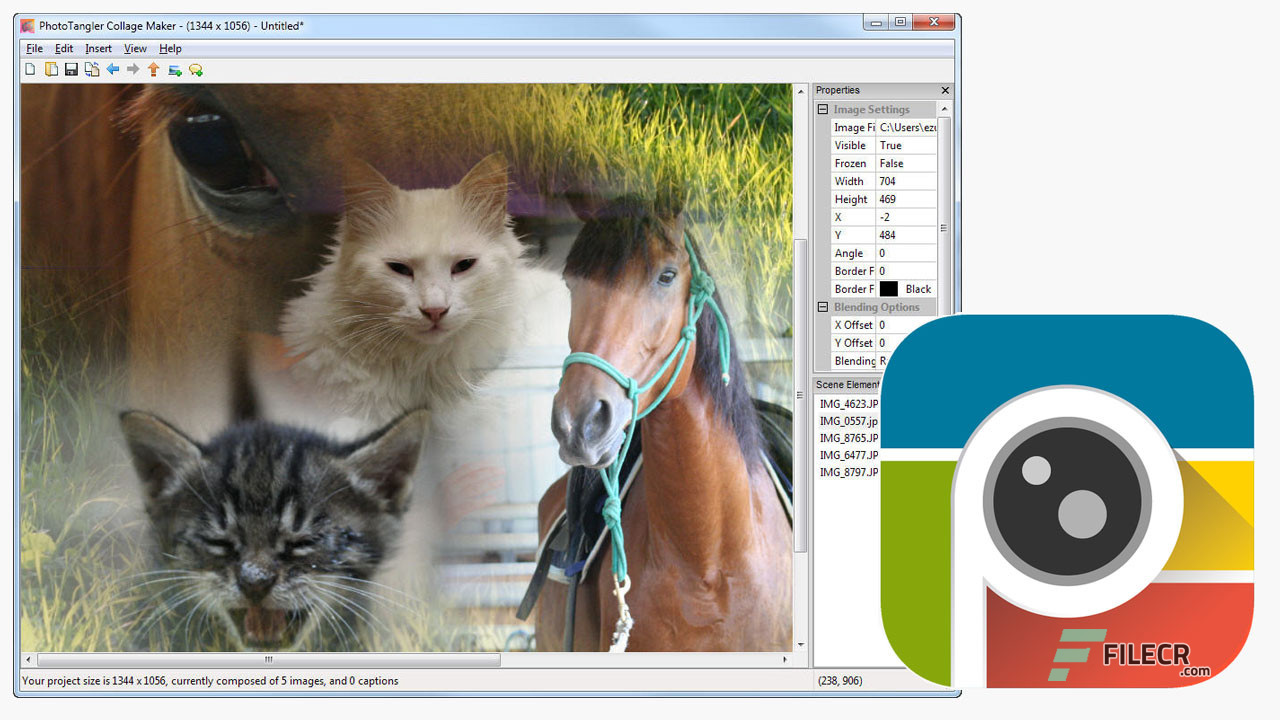 PhotoTangler Collage Maker - (1344 x 1056) - Untitled*
File Edit Insert View Help
Properties
Image Settings
Image Fi C:\Users\ezu
Visible True
Frozen False
Width 704
Height 469
X -2
Y 484
Angle 0
Border F 0
Border F Black
Blending Options
X Offset 0
Y Offset 0
Blending R
Scene Element
IMG_4623.JP
IMG_0557.jp
IMG_8765.JP
IMG_6477.JP
IMG_8797.JP
Your project size is 1344 x 1056, currently composed of 5 images, and 0 captions
(238, 906)
FILECR
.com